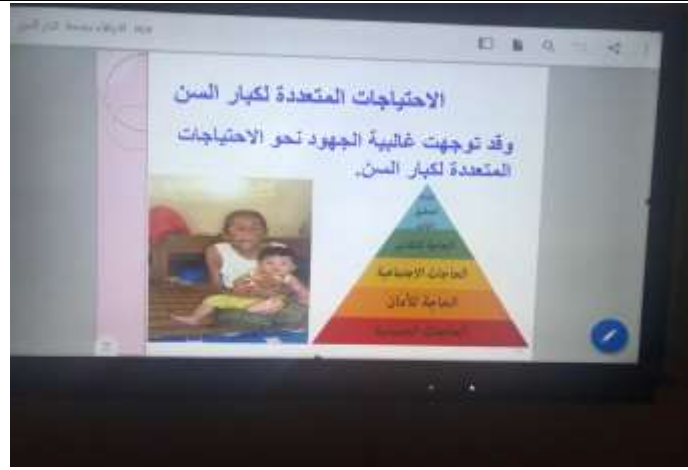 الاحتياجات المتعددة لكبار السن
وقد توجهت غالبية الجهود نحو الاحتياجات
المتعددة لكبار السن.
الحاجات الاجتماعية
الحاجة للأمان